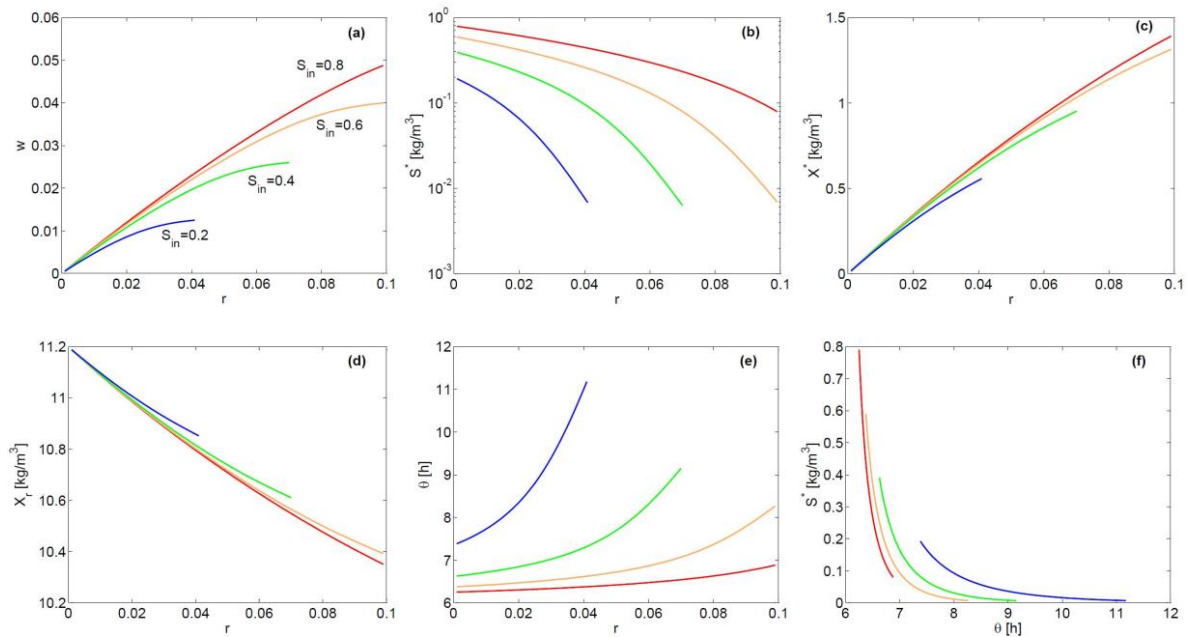 0.06
0.05
0.04
0.03
0.02
0.01
0
w
(a)
S_in=0.8
S_in=0.6
S_in=0.4
S_in=0.2
0 0.02 0.04 0.06 0.08 0.1
r
10^0
10^-1
10^-2
10^-3
S* [kg/m^3]
(b)
0 0.02 0.04 0.06 0.08 0.1
r
1.5
1
0.5
0
X* [kg/m^3]
(c)
0 0.02 0.04 0.06 0.08 0.1
r
11.2
11
10.8
10.6
10.4
10.2
X_r [kg/m^3]
(d)
0 0.02 0.04 0.06 0.08 0.1
r
12
11
10
9
8
7
6
θ [h]
(e)
0 0.02 0.04 0.06 0.08 0.1
r
0.8
0.7
0.6
0.5
0.4
0.3
0.2
0.1
0
S* [kg/m^3]
(f)
6 7 8 9 10 11 12
θ [h]